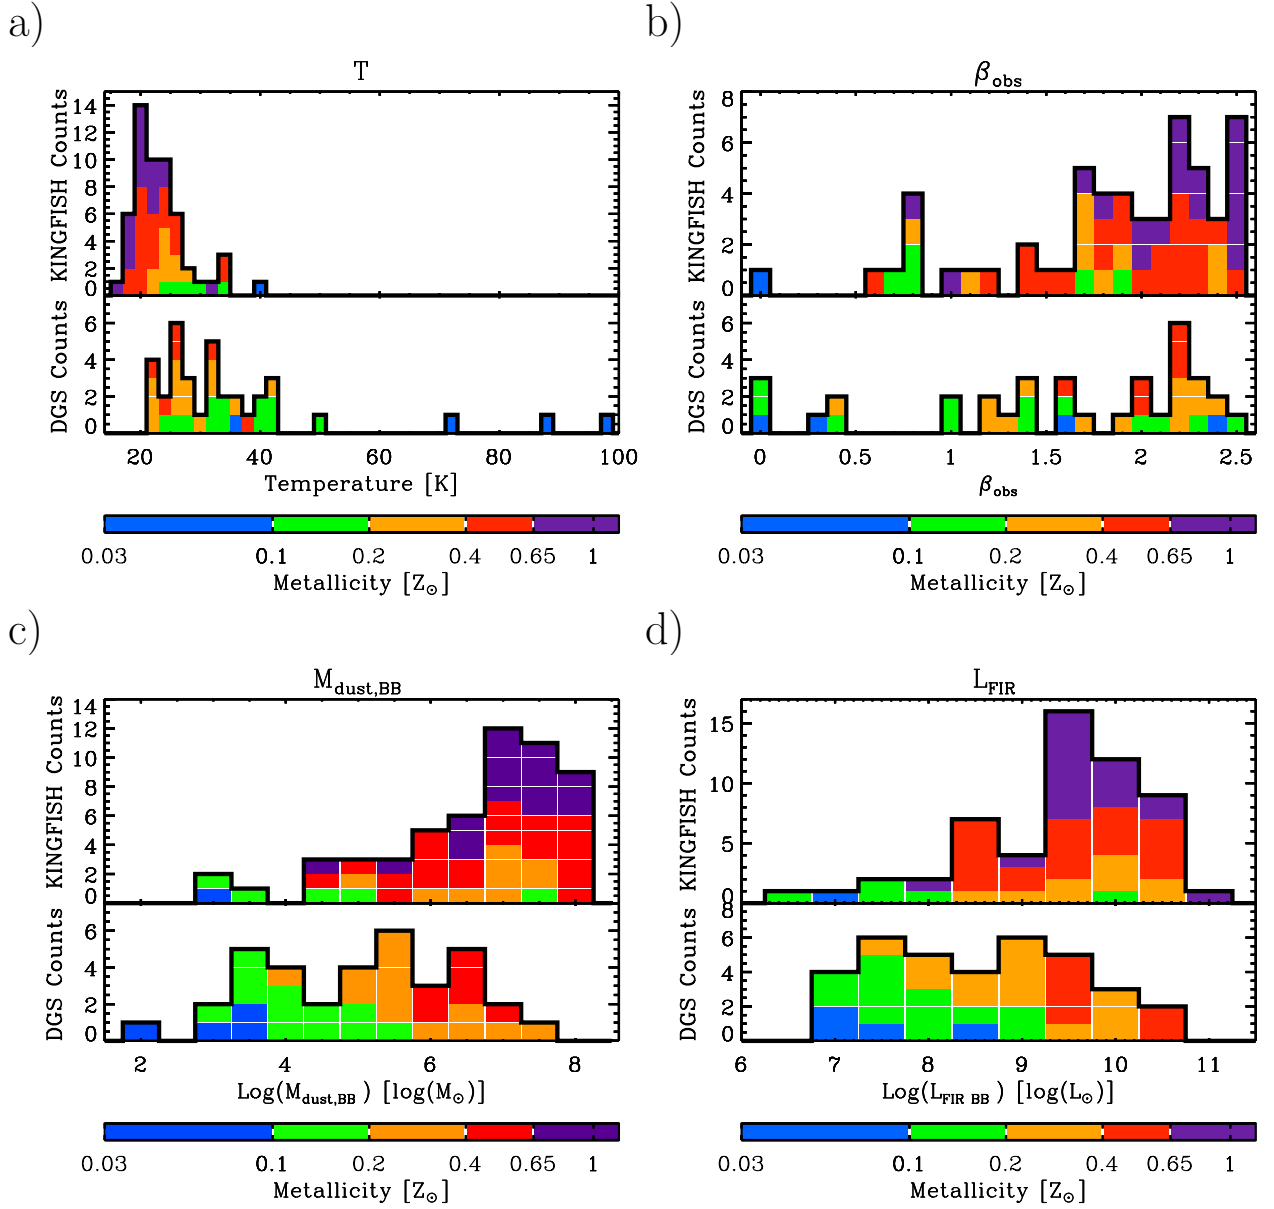 a)
T
KINGFISH Counts
14
12
10
8
6
4
2
0
DGS Counts
6
4
2
0
20 40 60 80 100
Temperature [K]
0.03 0.1 0.2 0.4 0.65 1
Metallicity [Z⊙]
b)
βobs
KINGFISH Counts
8
6
4
2
0
DGS Counts
6
4
2
0
0 0.5 1 1.5 2 2.5
βobs
0.03 0.1 0.2 0.4 0.65 1
Metallicity [Z⊙]
c)
Mdust,BB
KINGFISH Counts
14
12
10
8
6
4
2
0
DGS Counts
6
4
2
0
2 4 6 8
Log(Mdust,BB) [log(M⊙)]
0.03 0.1 0.2 0.4 0.65 1
Metallicity [Z⊙]
d)
LFIR
KINGFISH Counts
15
10
5
0
DGS Counts
8
6
4
2
0
6 7 8 9 10 11
Log(LFIR BB) [log(L⊙)]
0.03 0.1 0.2 0.4 0.65 1
Metallicity [Z⊙]